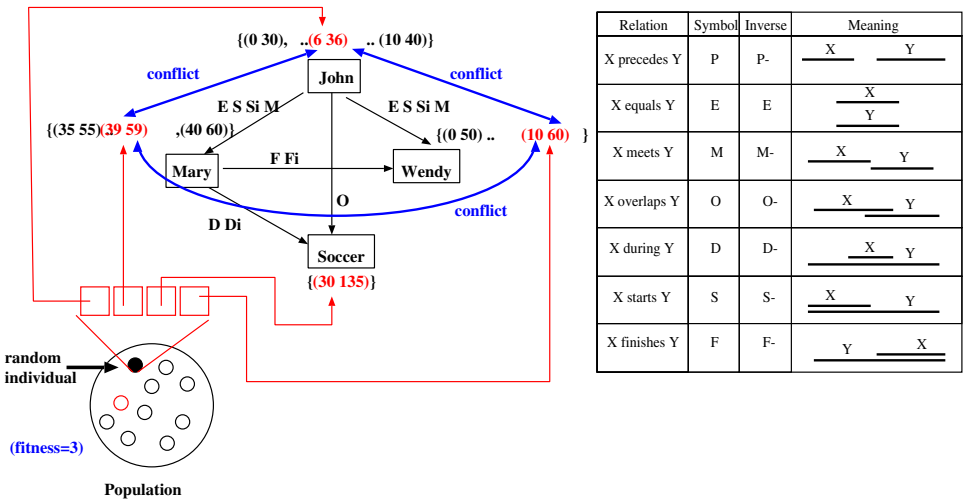 {(0 30), ..(6 36) .. (10 40)}
conflict
John
conflict
E S Si M
E S Si M
{(35 55)..(39 59) ,(40 60)}
{(0 50) .. (10 60) }
Mary
F Fi
Wendy
O
conflict
D Di
Soccer
{(30 135)}
random
individual
(fitness=3)
Population
Relation Symbol Inverse Meaning
X precedes Y P P- X Y
X equals Y E E X
Y
X meets Y M M- X Y
X overlaps Y O O- X Y
X during Y D D- X Y
X starts Y S S- X Y
X finishes Y F F- Y X